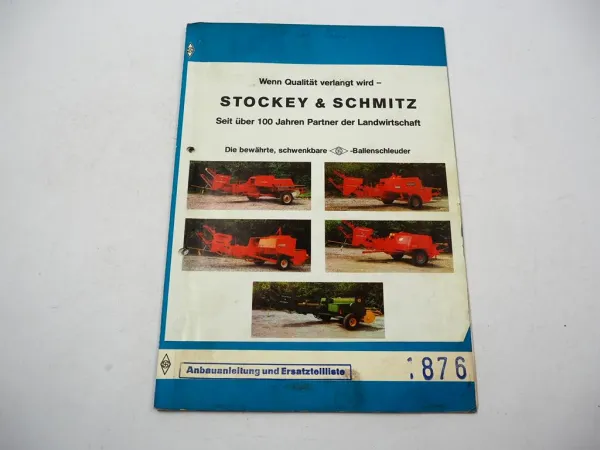 Wenn Qualität verlangt wird –
STOCKEY & SCHMITZ
Seit über 100 Jahren Partner der Landwirtschaft
Die bewährte, schwenkbare -Ballenschleuder
Anbauanleitung und Ersatzteilliste
1876